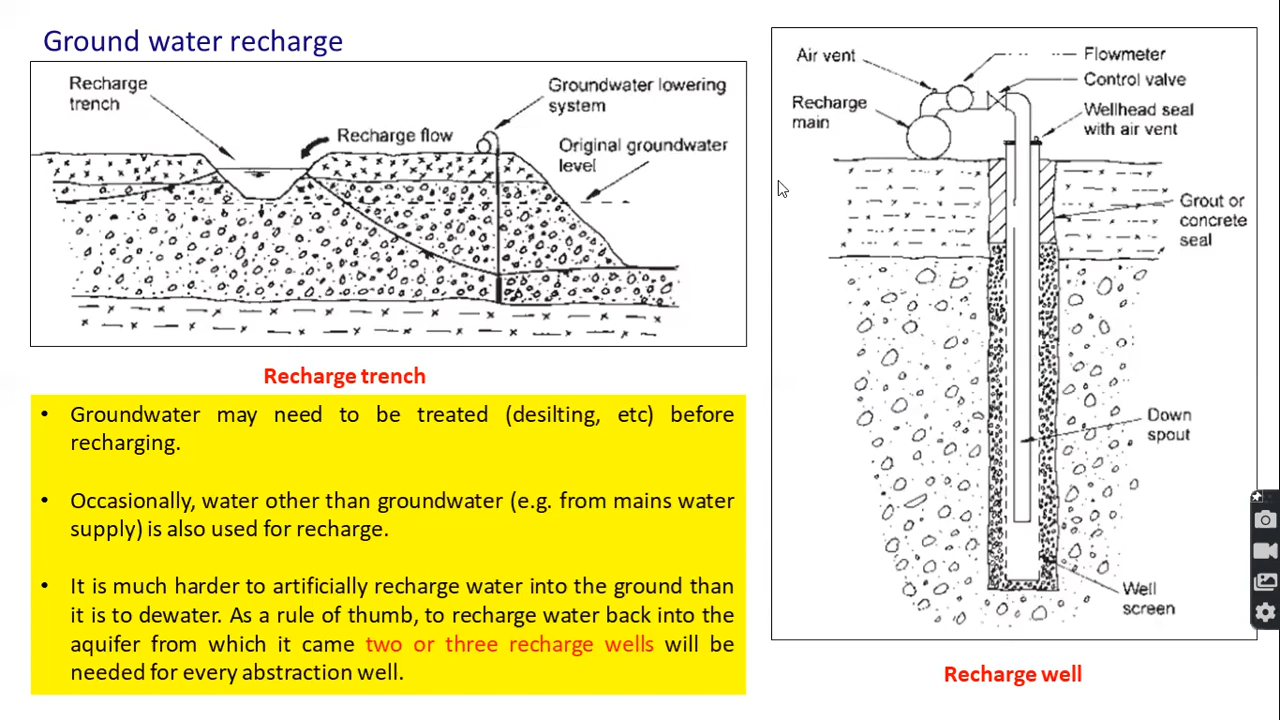 Ground water recharge
Recharge
trench
Recharge flow
Groundwater lowering
system
Original groundwater
level
Recharge trench
• Groundwater may need to be treated (desilting, etc) before
recharging.
• Occasionally, water other than groundwater (e.g. from mains water
supply) is also used for recharge.
• It is much harder to artificially recharge water into the ground than
it is to dewater. As a rule of thumb, to recharge water back into the
aquifer from which it came two or three recharge wells will be
needed for every abstraction well.
Air vent
Flowmeter
Control valve
Recharge
main
Wellhead seal
with air vent
Grout or
concrete
seal
Down
spout
Well
screen
Recharge well